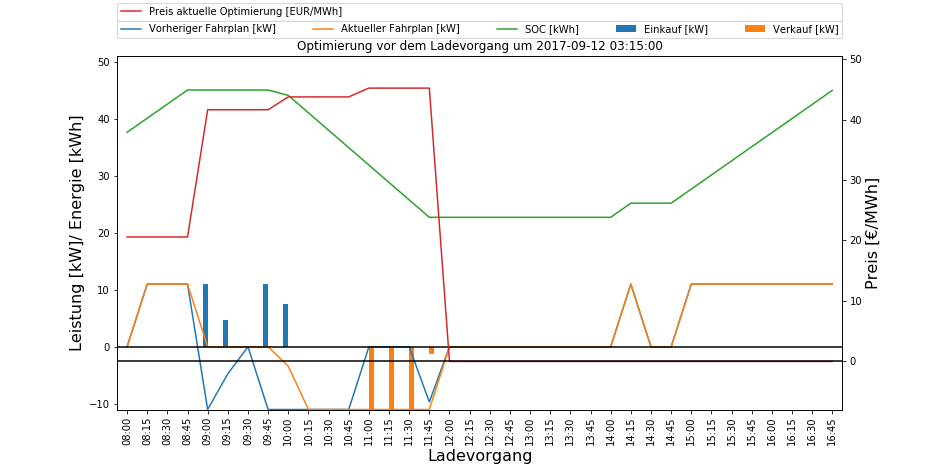 Preis aktuelle Optimierung [EUR/MWh]
Vorheriger Fahrplan [kW] Aktueller Fahrplan [kW] SOC [kWh] Einkauf [kW] Verkauf [kW]
Optimierung vor dem Ladevorgang um 2017-09-12 03:15:00
Leistung [kW]/ Energie [kWh]
50
40
30
20
10
0
−10
50
40
30
20
10
0
Preis [€/MWh]
08:00 08:15 08:30 08:45 09:00 09:15 09:30 09:45 10:00 10:15 10:30 10:45 11:00 11:15 11:30 11:45 12:00 12:15 12:30 12:45 13:00 13:15 13:30 13:45 14:00 14:15 14:30 14:45 15:00 15:15 15:30 15:45 16:00 16:15 16:30 16:45
Ladevorgang